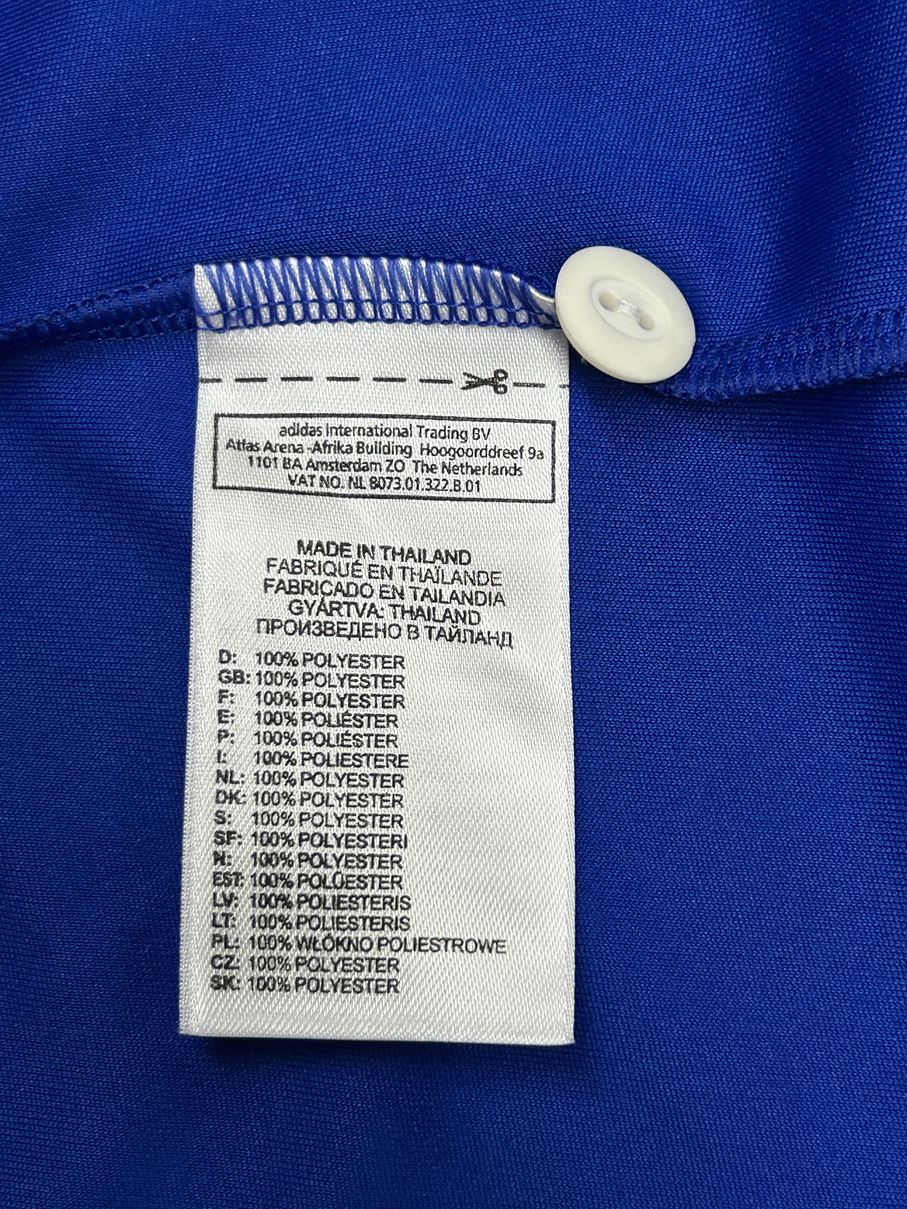 adidas International Trading BV
Atlas Arena -Afrika Building Hoogoorddreef 9a
1101 BA Amsterdam ZO The Netherlands
VAT NO. NL 8073.01.322.B.01
MADE IN THAILAND
FABRIQUÉ EN THAÏLANDE
FABRICADO EN TAILANDIA
GYÁRTVA: THAILAND
ПРОИЗВЕДЕНО В ТАЙЛАНД
D: 100% POLYESTER
GB: 100% POLYESTER
F: 100% POLYESTER
E: 100% POLIÉSTER
P: 100% POLIÉSTER
I: 100% POLIESTERE
NL: 100% POLYESTER
DK: 100% POLYESTER
S: 100% POLYESTER
SF: 100% POLYESTERI
N: 100% POLYESTER
EST: 100% POLÜESTER
LV: 100% POLIESTERIS
LT: 100% POLIESTERIS
PL: 100% WŁÓKNO POLIESTROWE
CZ: 100% POLYESTER
SK: 100% POLYESTER